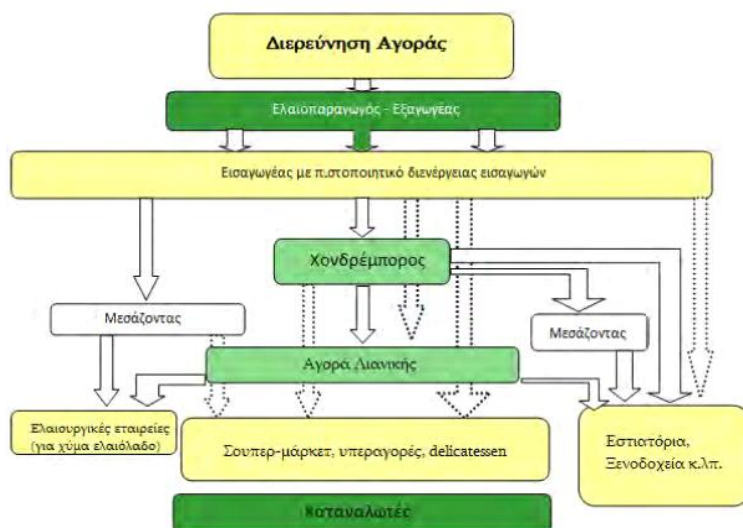 Διερεύνηση Αγοράς
Ελαιοπαραγωγός - Εξαγωγέας
Εισαγωγέας με πιστοποιητικό διενέργειας εισαγωγών
Χονδρέμπορος
Μεσάζοντας
Μεσάζοντας
Αγορά Λιανικής
Ελαιουργικές εταιρείες
(για χύμα ελαιόλαδο)
Σουπερ-μάρκετ, υπεραγορές, delicatessen
Εστιατόρια,
Ξενοδοχεία κ.λπ.
Καταναλωτές